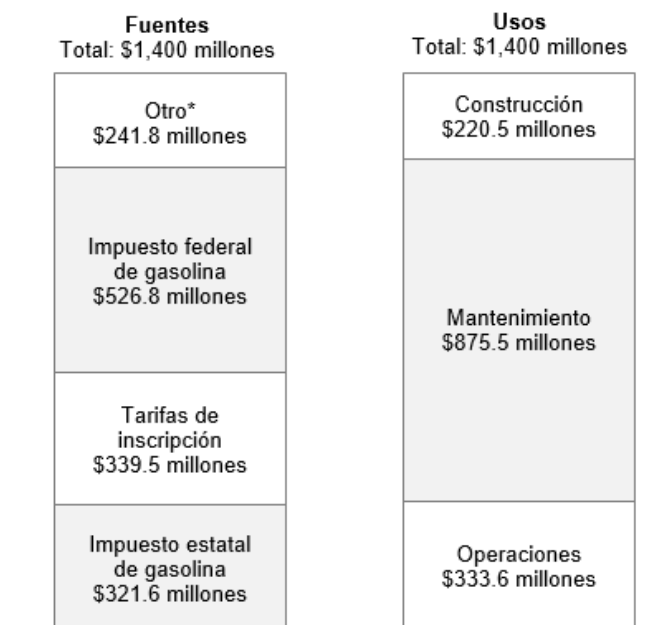 Fuentes
Total: $1,400 millones
Otro*
$241.8 millones
Impuesto federal
de gasolina
$526.8 millones
Tarifas de
inscripción
$339.5 millones
Impuesto estatal
de gasolina
$321.6 millones
Usos
Total: $1,400 millones
Construcción
$220.5 millones
Mantenimiento
$875.5 millones
Operaciones
$333.6 millones